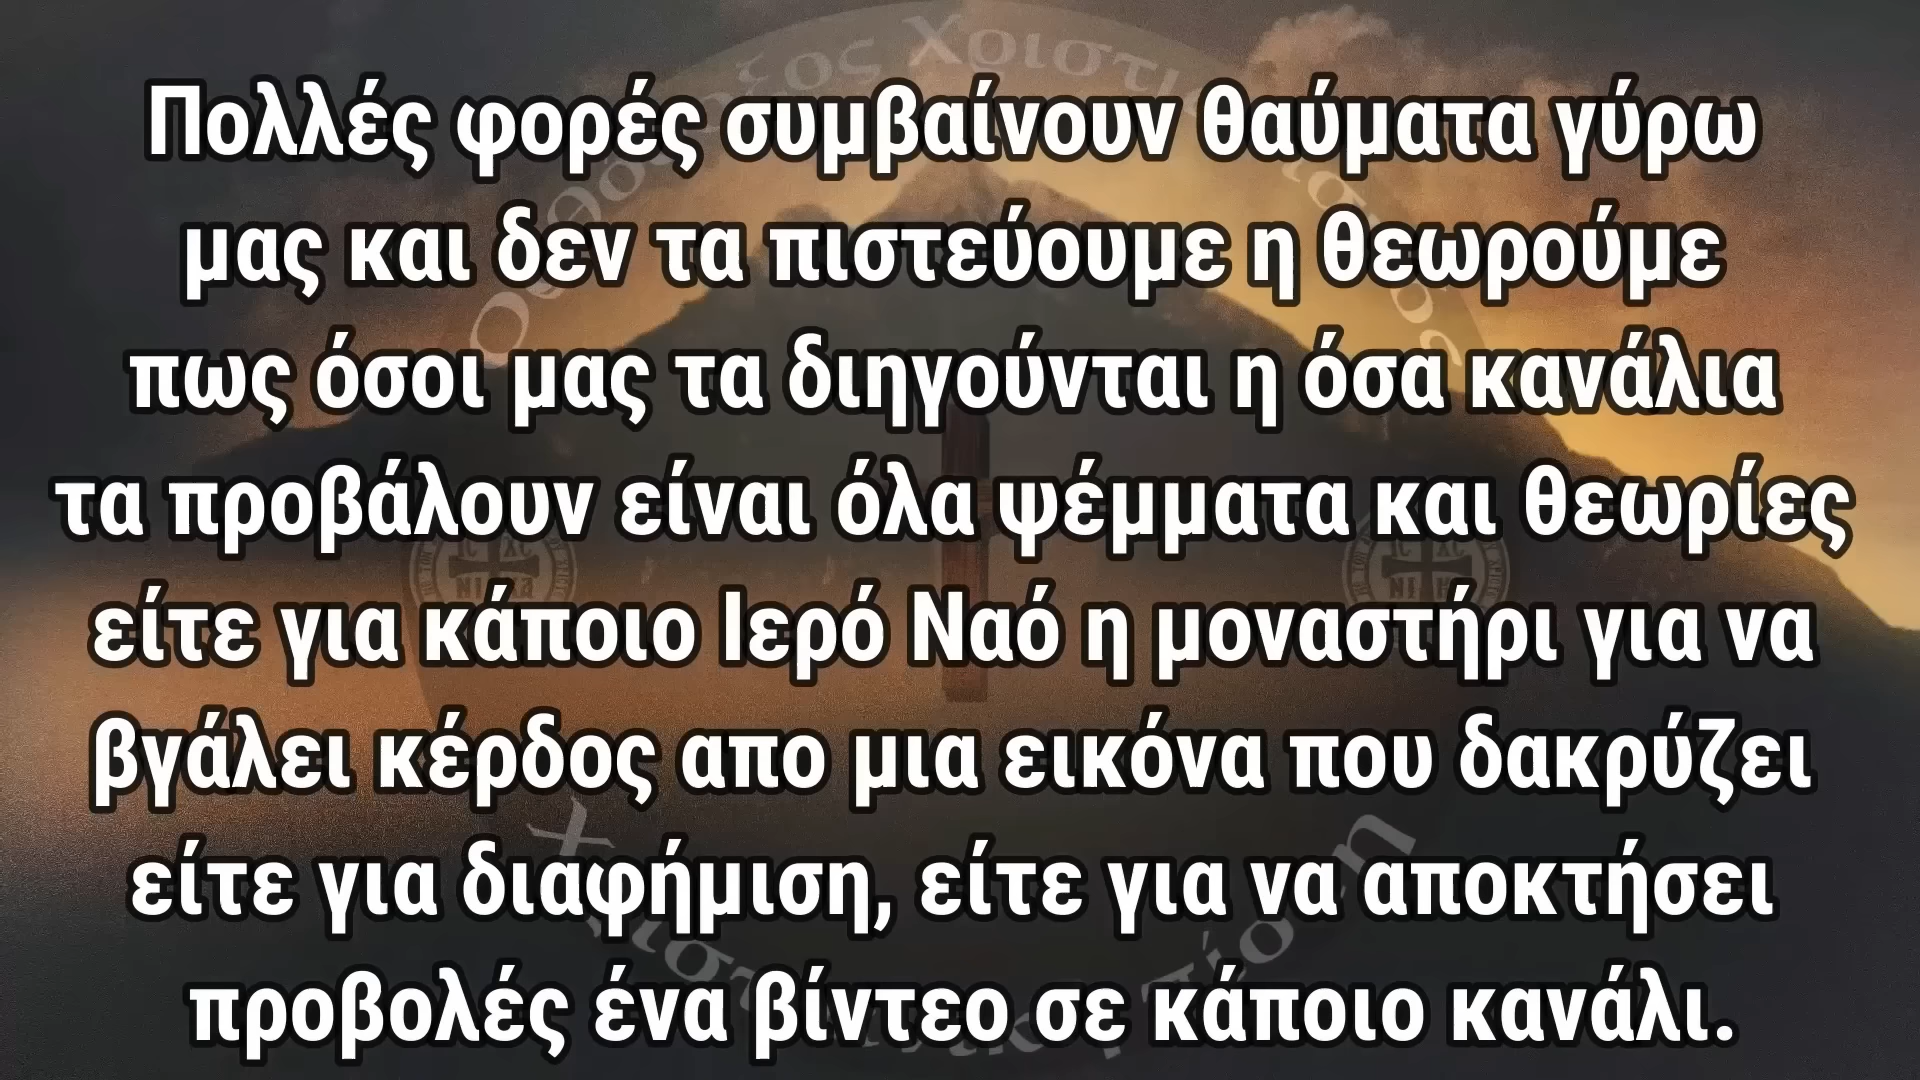 Πολλές φορές συμβαίνουν θαύματα γύρω
μας και δεν τα πιστεύουμε η θεωρούμε
πως όσοι μας τα διηγούνται η όσα κανάλια
τα προβάλουν είναι όλα ψέμματα και θεωρίες
είτε για κάποιο Ιερό Ναό η μοναστήρι για να
βγάλει κέρδος απο μια εικόνα που δακρύζει
είτε για διαφήμιση, είτε για να αποκτήσει
προβολές ένα βίντεο σε κάποιο κανάλι.